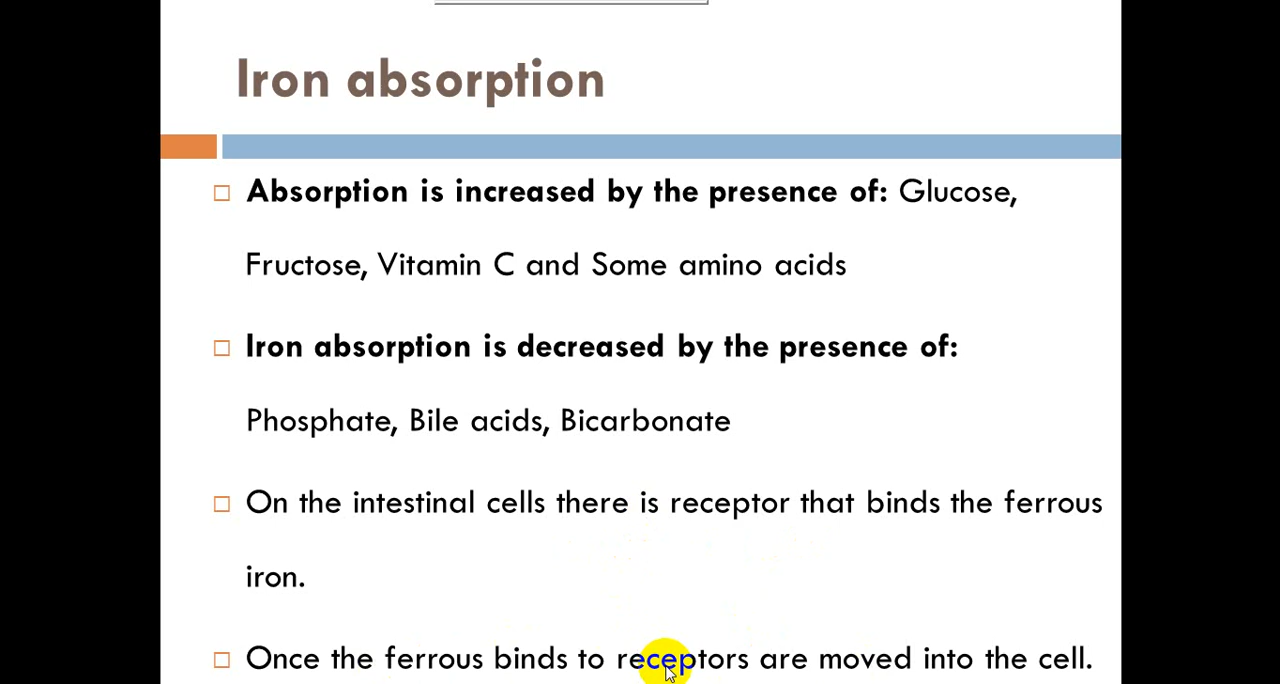 Iron absorption
Absorption is increased by the presence of: Glucose,
Fructose, Vitamin C and Some amino acids
Iron absorption is decreased by the presence of:
Phosphate, Bile acids, Bicarbonate
On the intestinal cells there is receptor that binds the ferrous
iron.
Once the ferrous binds to receptors are moved into the cell.